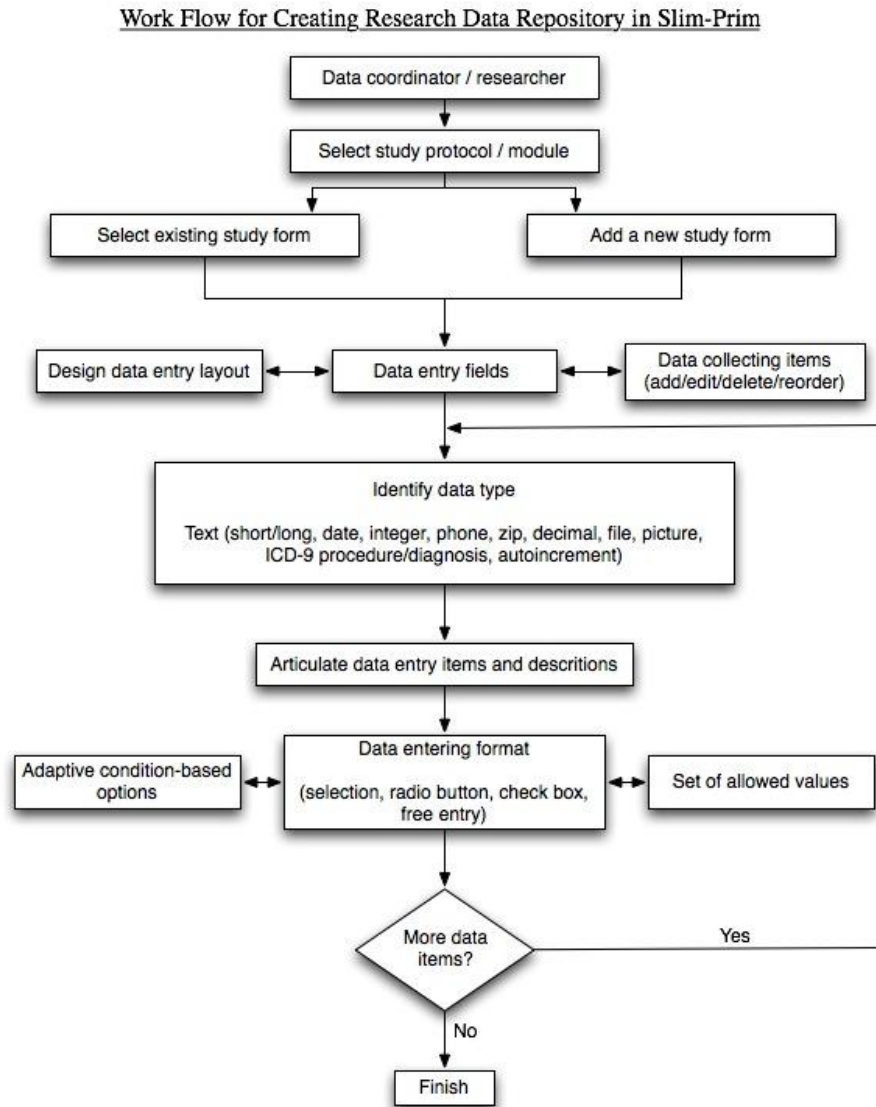 Work Flow for Creating Research Data Repository in Slim-Prim
Data coordinator / researcher
Select study protocol / module
Select existing study form
Add a new study form
Design data entry layout
Data entry fields
Data collecting items
(add/edit/delete/reorder)
Identify data type
Text (short/long, date, integer, phone, zip, decimal, file, picture,
ICD-9 procedure/diagnosis, autoincrement)
Articulate data entry items and descritions
Adaptive condition-based
options
Data entering format
(selection, radio button, check box,
free entry)
Set of allowed values
More data
items?
Yes
No
Finish